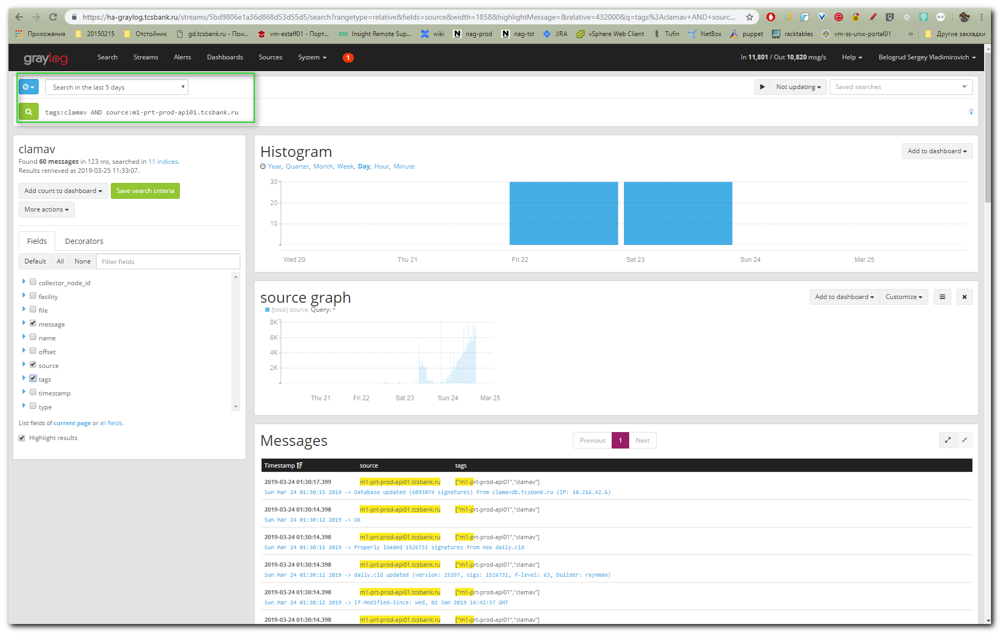 https://ha-graylog.tcsbank.ru/streams/5bd9806e1a36d868d53d55d5/search?rangetype=relative&fields=source&width=1858&highlightMessage=&relative=432000&q=tags%3Aclamav+AND+sourc...
Приложения 20150215 Отстойник gd.tcsbank.ru - Пои... vm-estaff01 - Порт... Insight Remote Sup... wiki nag-prod nag-tst JIRA vSphere Web Client Tufin NetBox puppet racktables vm-ss-unix-portal01 » Другие закладки
graylog Search Streams Alerts Dashboards Sources System 1 In 11,801 / Out 10,820 msg/s Help Belogrud Sergey Vladimirovich
Search in the last 5 days Not updating Saved searches
tags:clamav AND source:m1-prt-prod-api01.tcsbank.ru
clamav
Found 60 messages in 123 ms, searched in 11 indices.
Results retrieved at 2019-03-25 11:33:07.
Add count to dashboard Save search criteria
More actions
Fields Decorators
Default All None Filter fields
collector_node_id
facility
file
message
name
offset
source
tags
timestamp
type
List fields of current page or all fields.
Highlight results
Histogram Add to dashboard
Year, Quarter, Month, Week, Day, Hour, Minute
30
20
10
Wed 20 Thu 21 Fri 22 Sat 23 Sun 24 Mar 25
source graph Add to dashboard Customize
[total] source, Query: *
8K
6K
4K
2K
Thu 21 Fri 22 Sat 23 Sun 24 Mar 25
Messages Previous 1 Next
Timestamp source tags
2019-03-24 01:30:17.399 m1-prt-prod-api01.tcsbank.ru ["m1-prt-prod-api01","clamav"]
Sun Mar 24 01:30:15 2019 -> Database updated (6093074 signatures) from clamavdb.tcsbank.ru (IP: 10.216.42.6)
2019-03-24 01:30:14.398 m1-prt-prod-api01.tcsbank.ru ["m1-prt-prod-api01","clamav"]
Sun Mar 24 01:30:12 2019 -> OK
2019-03-24 01:30:14.398 m1-prt-prod-api01.tcsbank.ru ["m1-prt-prod-api01","clamav"]
Sun Mar 24 01:30:11 2019 -> Properly loaded 1526731 signatures from new daily.cld
2019-03-24 01:30:14.398 m1-prt-prod-api01.tcsbank.ru ["m1-prt-prod-api01","clamav"]
Sun Mar 24 01:30:12 2019 -> daily.cld updated (version: 25397, sigs: 1526731, f-level: 63, builder: raynman)
2019-03-24 01:30:14.398 m1-prt-prod-api01.tcsbank.ru ["m1-prt-prod-api01","clamav"]
Sun Mar 24 01:30:12 2019 -> If-Modified-Since: Wed, 02 Jan 2019 14:42:37 GMT
2019-03-24 01:30:14.398 m1-prt-prod-api01.tcsbank.ru ["m1-prt-prod-api01","clamav"]